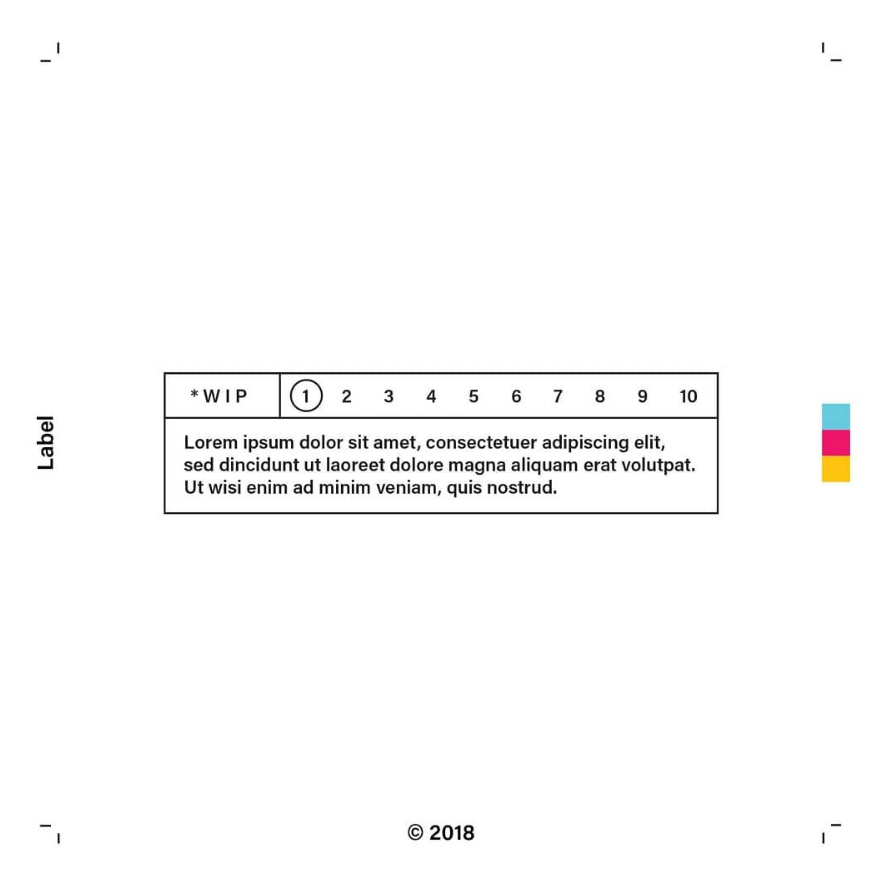 * W I P 1 2 3 4 5 6 7 8 9 10
Lorem ipsum dolor sit amet, consectetuer adipiscing elit,
sed dincidunt ut laoreet dolore magna aliquam erat volutpat.
Ut wisi enim ad minim veniam, quis nostrud.
Label
© 2018